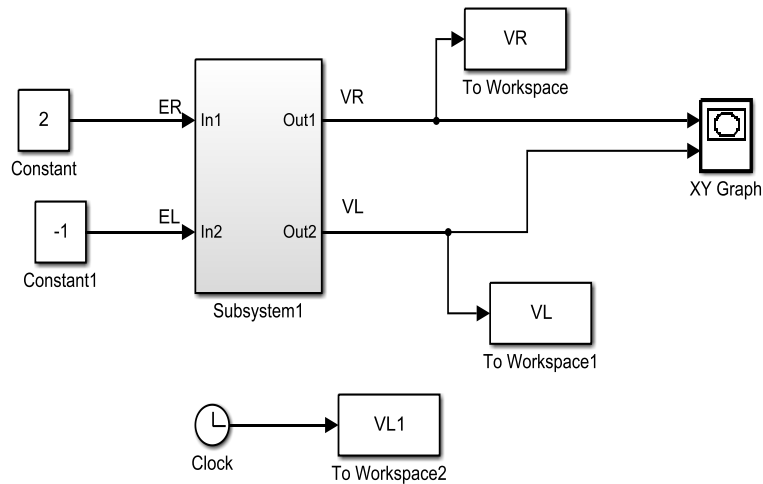 VR
To Workspace
2
ER
In1
Out1
VR
Constant
XY Graph
-1
EL
In2
Out2
VL
Constant1
Subsystem1
VL
To Workspace1
Clock
VL1
To Workspace2